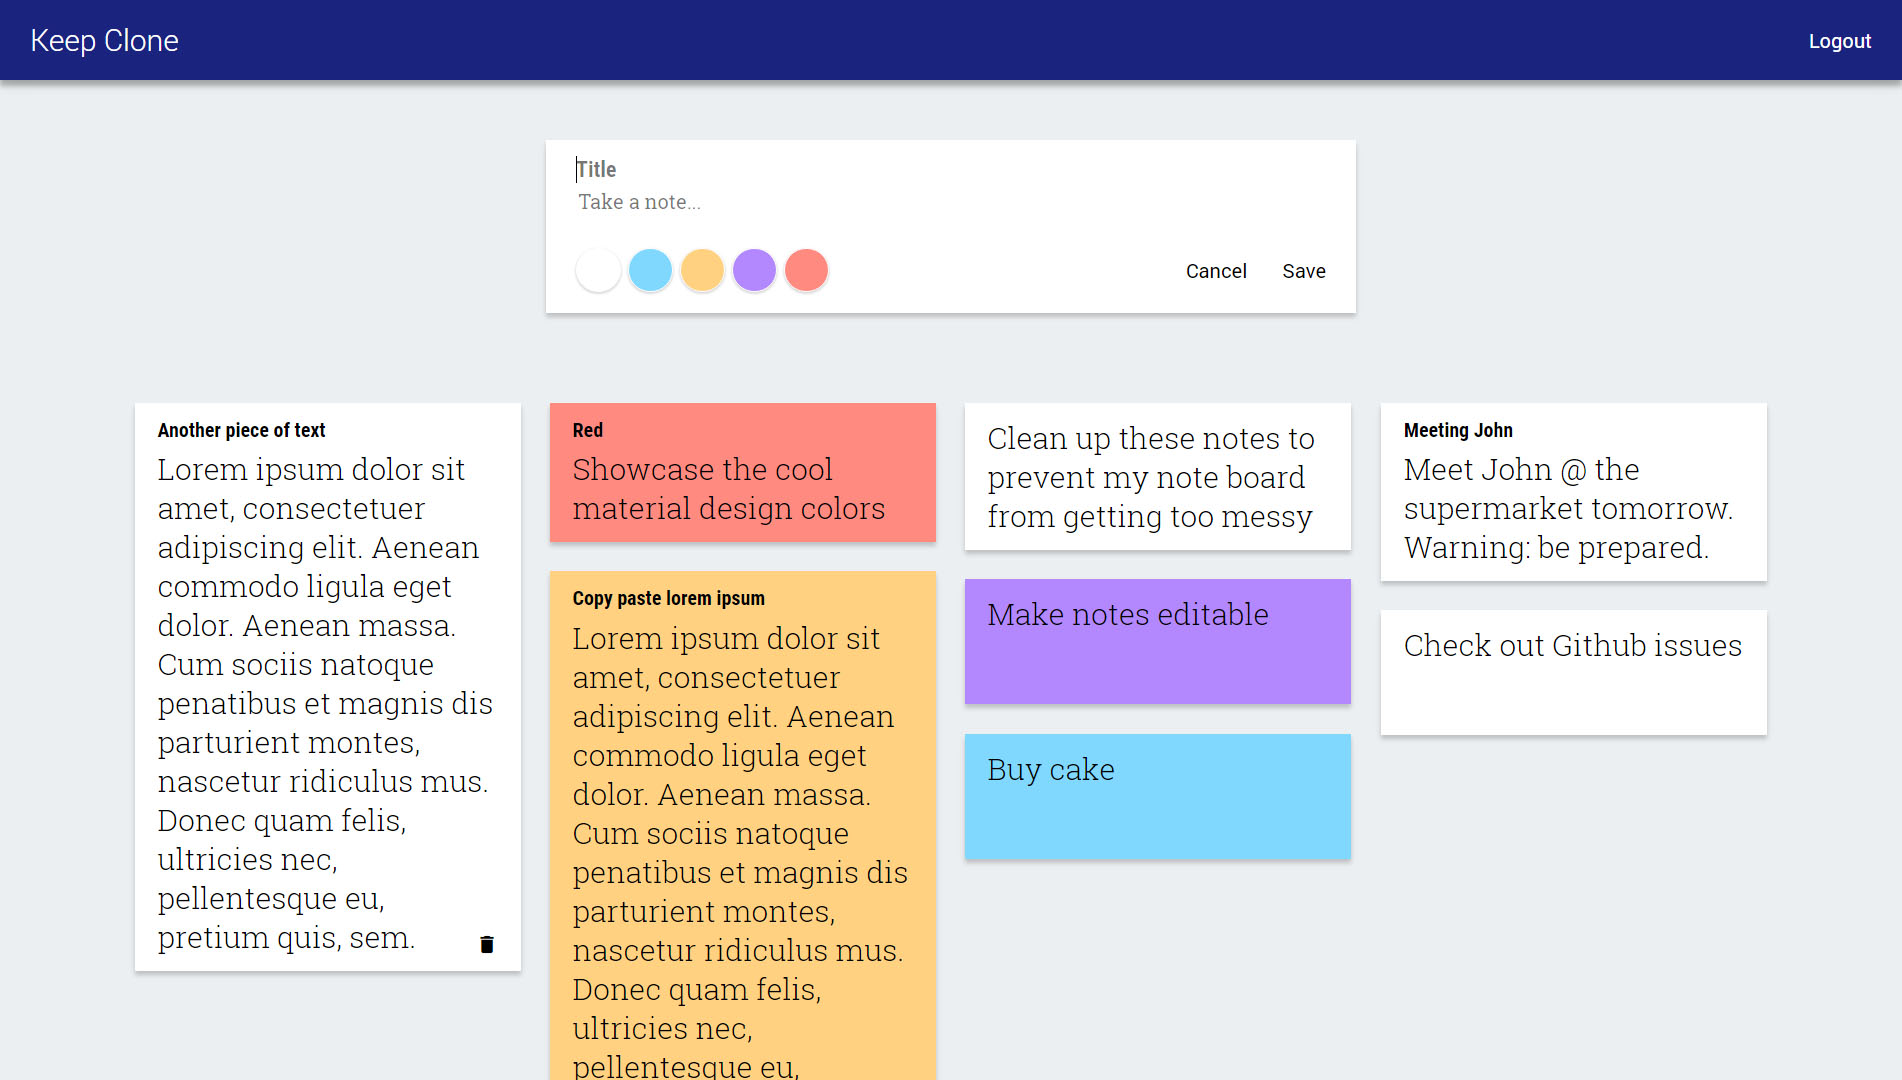 Keep Clone
Logout
Title
Take a note...
Cancel
Save
Another piece of text
Lorem ipsum dolor sit
amet, consectetuer
adipiscing elit. Aenean
commodo ligula eget
dolor. Aenean massa.
Cum sociis natoque
penatibus et magnis dis
parturient montes,
nascetur ridiculus mus.
Donec quam felis,
ultricies nec,
pellentesque eu,
pretium quis, sem.
Red
Showcase the cool
material design colors
Copy paste lorem ipsum
Lorem ipsum dolor sit
amet, consectetuer
adipiscing elit. Aenean
commodo ligula eget
dolor. Aenean massa.
Cum sociis natoque
penatibus et magnis dis
parturient montes,
nascetur ridiculus mus.
Donec quam felis,
ultricies nec,
pellentesque eu,
Clean up these notes to
prevent my note board
from getting too messy
Make notes editable
Buy cake
Meeting John
Meet John @ the
supermarket tomorrow.
Warning: be prepared.
Check out Github issues